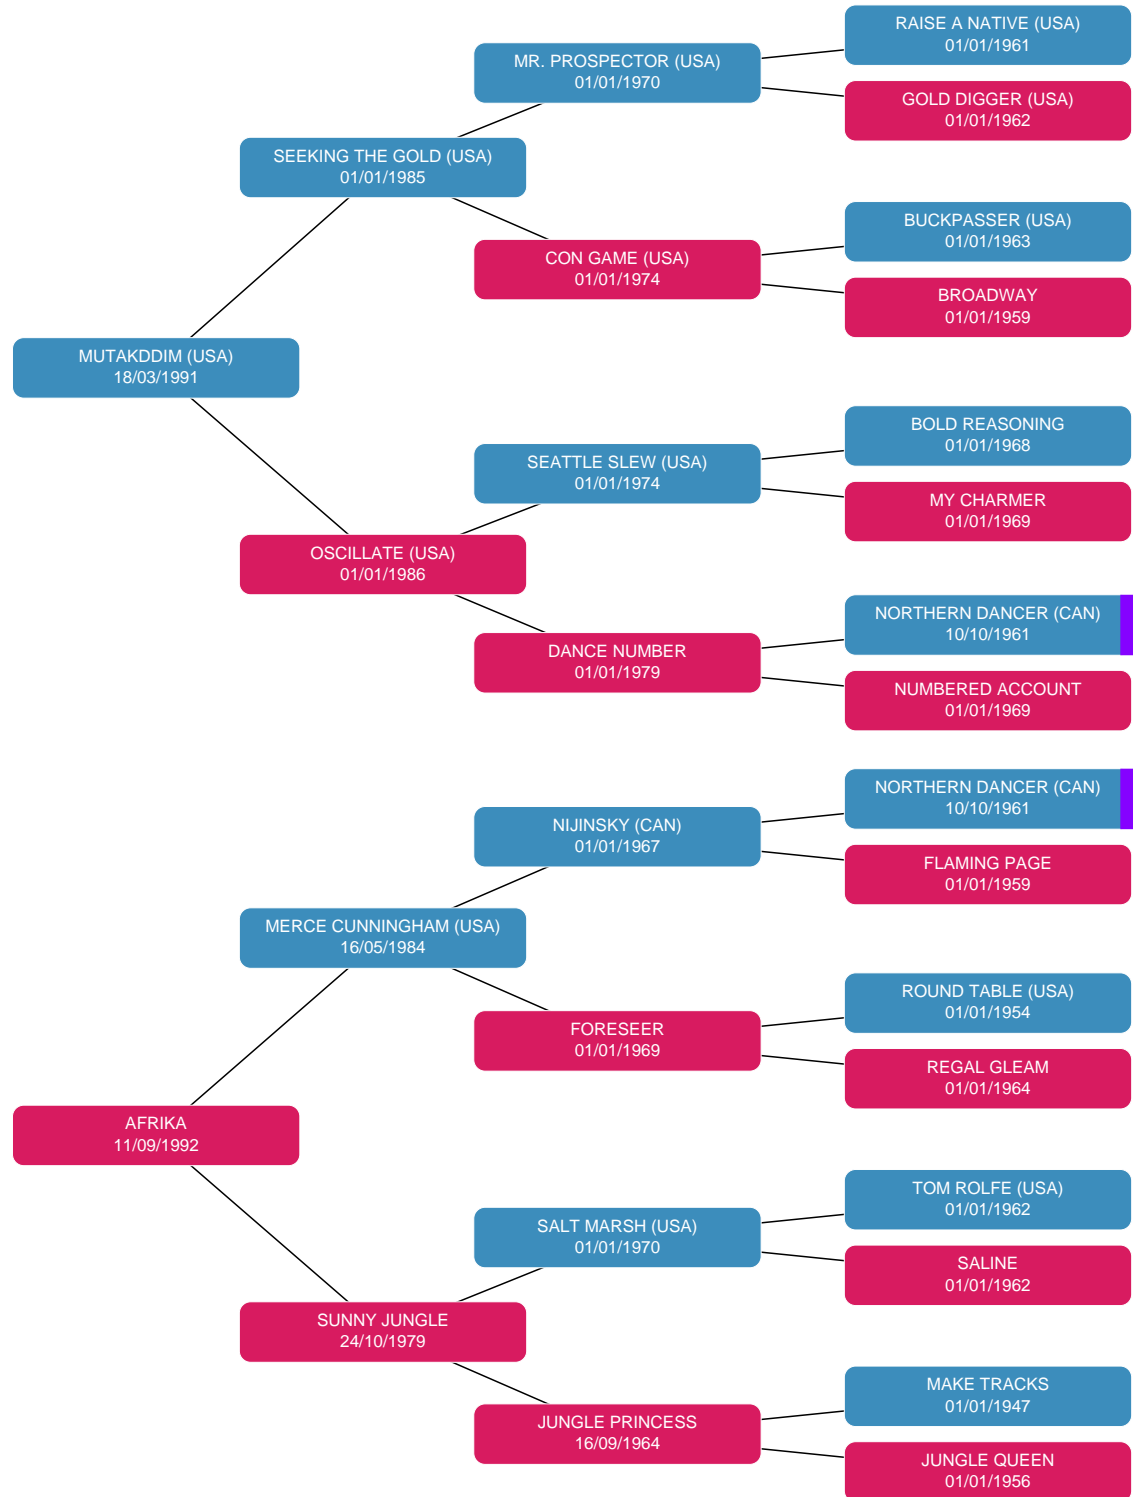 RAISE A NATIVE (USA)
01/01/1961
MR. PROSPECTOR (USA)
01/01/1970
GOLD DIGGER (USA)
01/01/1962
SEEKING THE GOLD (USA)
01/01/1985
BUCKPASSER (USA)
01/01/1963
CON GAME (USA)
01/01/1974
BROADWAY
01/01/1959
MUTAKDDIM (USA)
18/03/1991
BOLD REASONING
01/01/1968
SEATTLE SLEW (USA)
01/01/1974
MY CHARMER
01/01/1969
OSCILLATE (USA)
01/01/1986
NORTHERN DANCER (CAN)
10/10/1961
DANCE NUMBER
01/01/1979
NUMBERED ACCOUNT
01/01/1969
NORTHERN DANCER (CAN)
10/10/1961
NIJINSKY (CAN)
01/01/1967
FLAMING PAGE
01/01/1959
MERCE CUNNINGHAM (USA)
16/05/1984
ROUND TABLE (USA)
01/01/1954
FORESEER
01/01/1969
REGAL GLEAM
01/01/1964
AFRIKA
11/09/1992
TOM ROLFE (USA)
01/01/1962
SALT MARSH (USA)
01/01/1970
SALINE
01/01/1962
SUNNY JUNGLE
24/10/1979
MAKE TRACKS
01/01/1947
JUNGLE PRINCESS
16/09/1964
JUNGLE QUEEN
01/01/1956